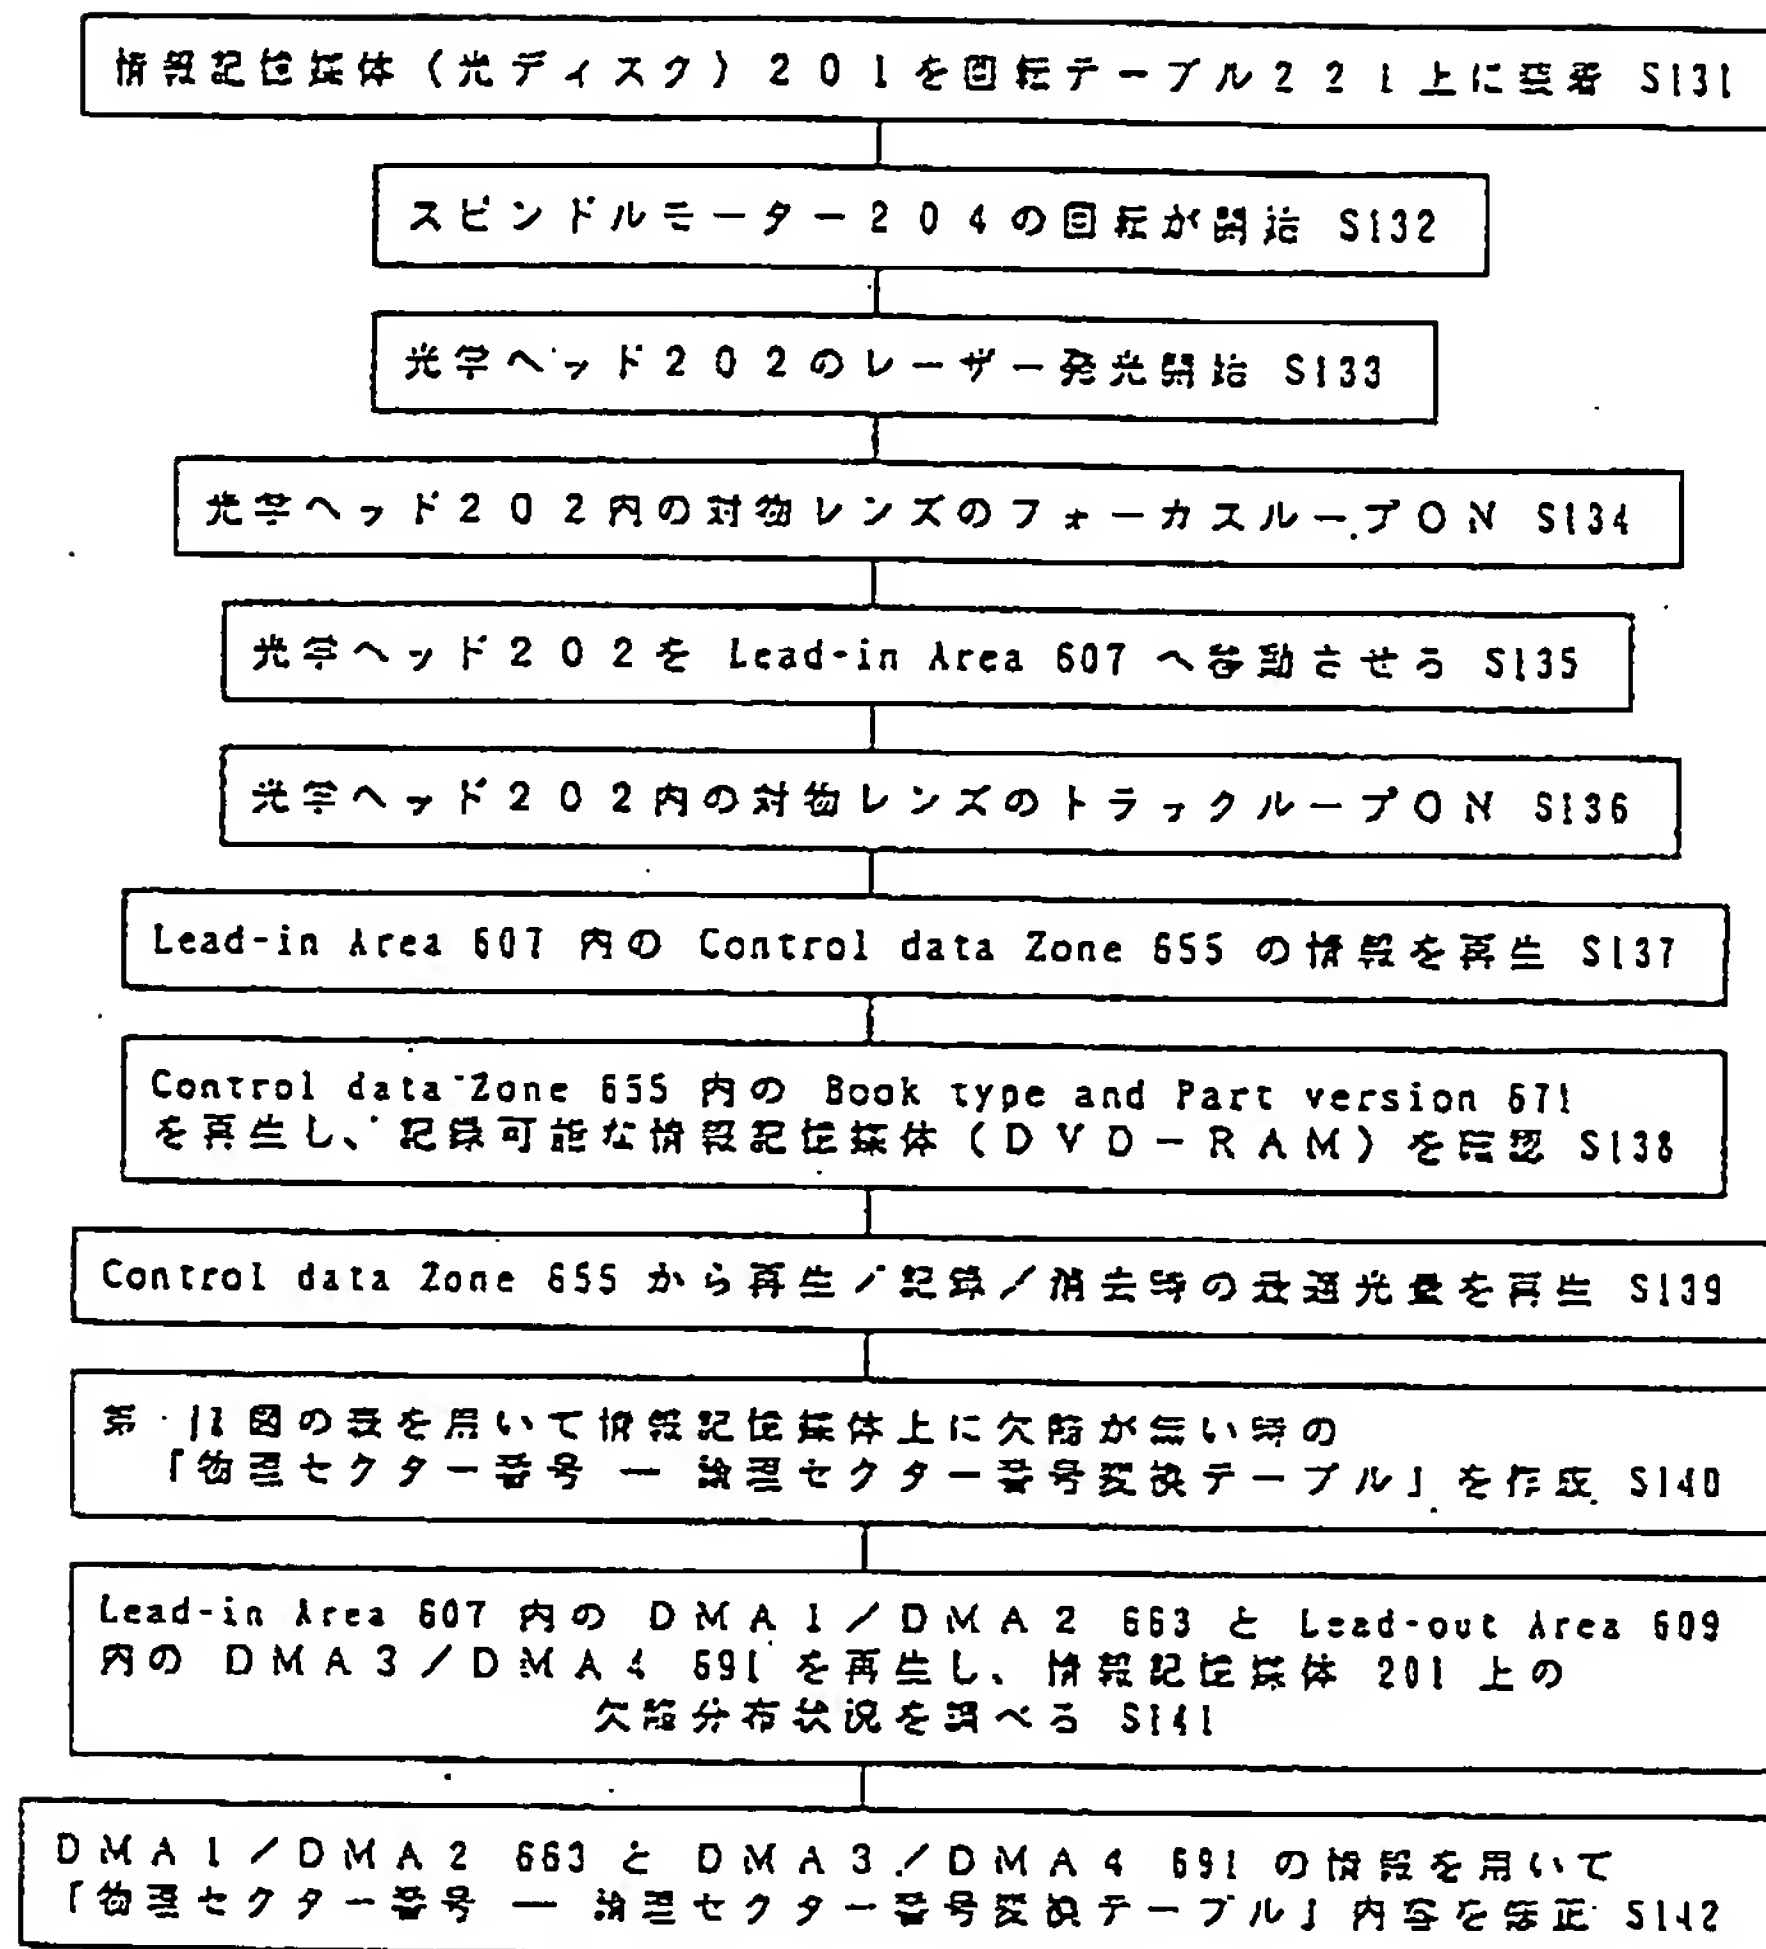 情報記憶媒体(光ディスク)201を回転テーブル221上に装着 S131
スピンドルモーター204の回転が開始 S132
光学ヘッド202のレーザー発光開始 S133
光学ヘッド202内の対物レンズのフォーカスループON S134
光学ヘッド202を Lead-in Area 607 へ移動させる S135
光学ヘッド202内の対物レンズのトラックループON S136
Lead-in Area 607 内の Control data Zone 655 の情報を再生 S137
Control data Zone 655 内の Book type and Part version 671
を再生し、記録可能な情報記憶媒体(DVD-RAM)を確認 S138
Control data Zone 655 から再生/記録/消去時の最適光量を再生 S139
第 11図の表を用いて情報記憶媒体上に欠陥が無い時の
「物理セクター番号 ー 論理セクター番号変換テーブル」を作成 S140
Lead-in Area 607 内の DMA1/DMA2 663 と Lead-out Area 609
内の DMA3/DMA4 691 を再生し、情報記憶媒体 201 上の
欠陥分布状況を調べる S141
DMA1/DMA2 663 と DMA3/DMA4 691 の情報を用いて
「物理セクター番号 ー 論理セクター番号変換テーブル」内容を修正 S142